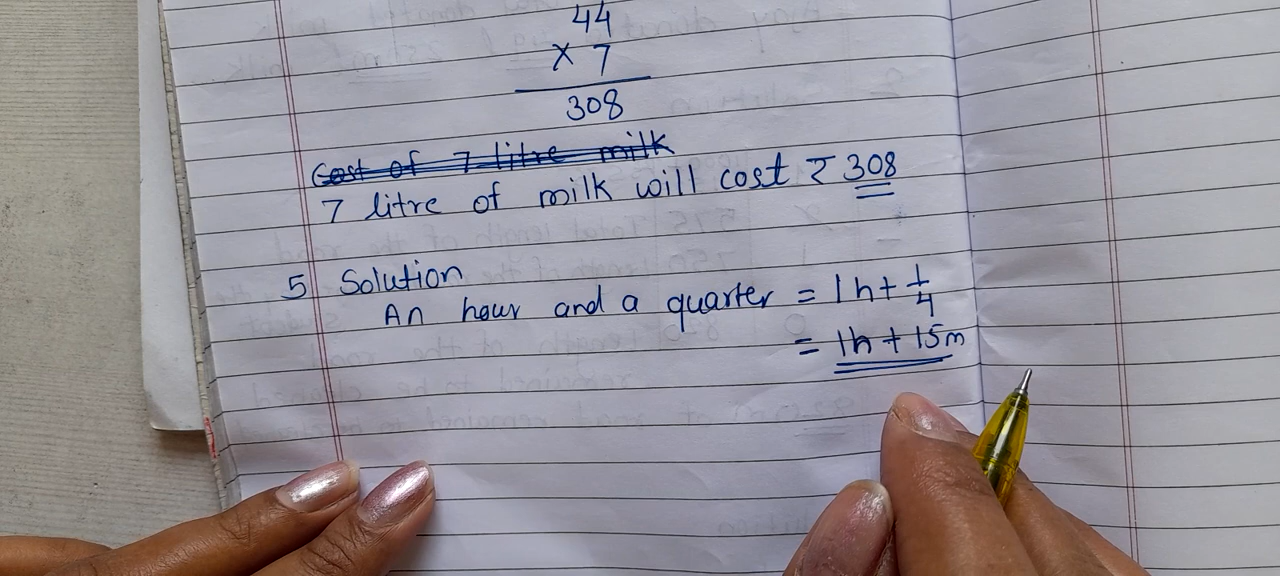 44
× 7
308
Cost of 7 litre milk
7 litre of milk will cost ₹ 308
5 Solution
An hour and a quarter = 1h + 1/4
= 1h + 15m